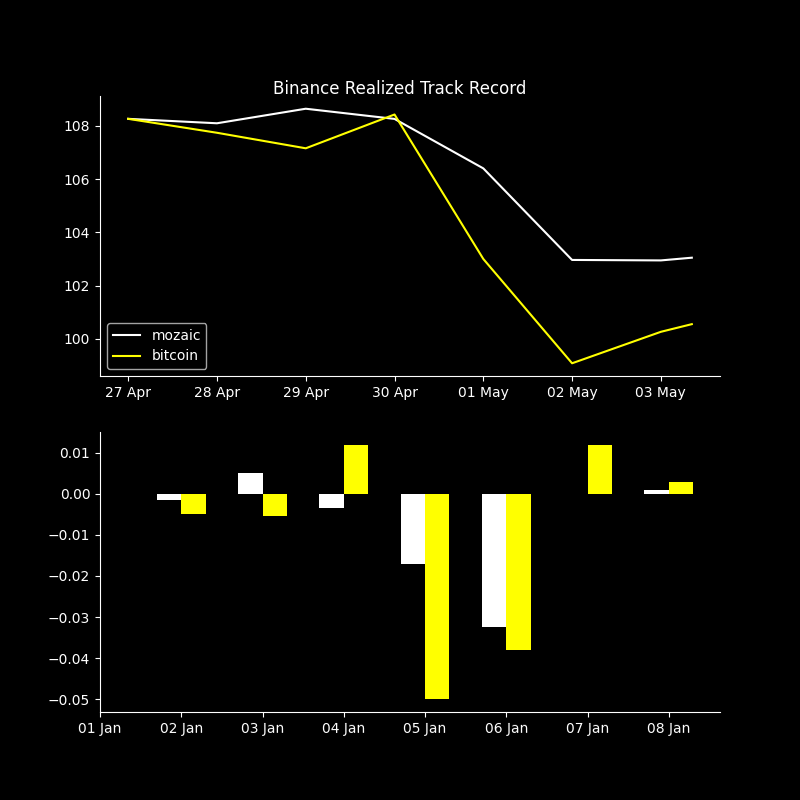 Binance Realized Track Record
108
106
104
102
100
mozaic
bitcoin
27 Apr 28 Apr 29 Apr 30 Apr 01 May 02 May 03 May
0.01
0.00
−0.01
−0.02
−0.03
−0.04
−0.05
01 Jan 02 Jan 03 Jan 04 Jan 05 Jan 06 Jan 07 Jan 08 Jan